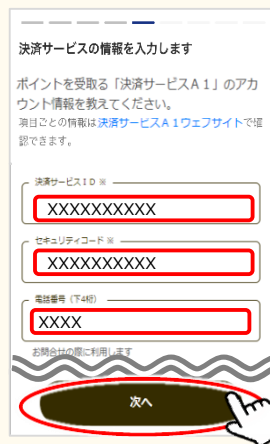 決済サービスの情報を入力します
ポイントを受取る「決済サービスA1」のアカ
ウント情報を教えてください。
項目ごとの情報は決済サービスA1ウェブサイトで確
認できます。
決済サービスID ※
XXXXXXXXXX
セキュリティコード ※
XXXXXXXXXX
電話番号（下4桁）
XXXX
お問合せの際に利用します
次へ